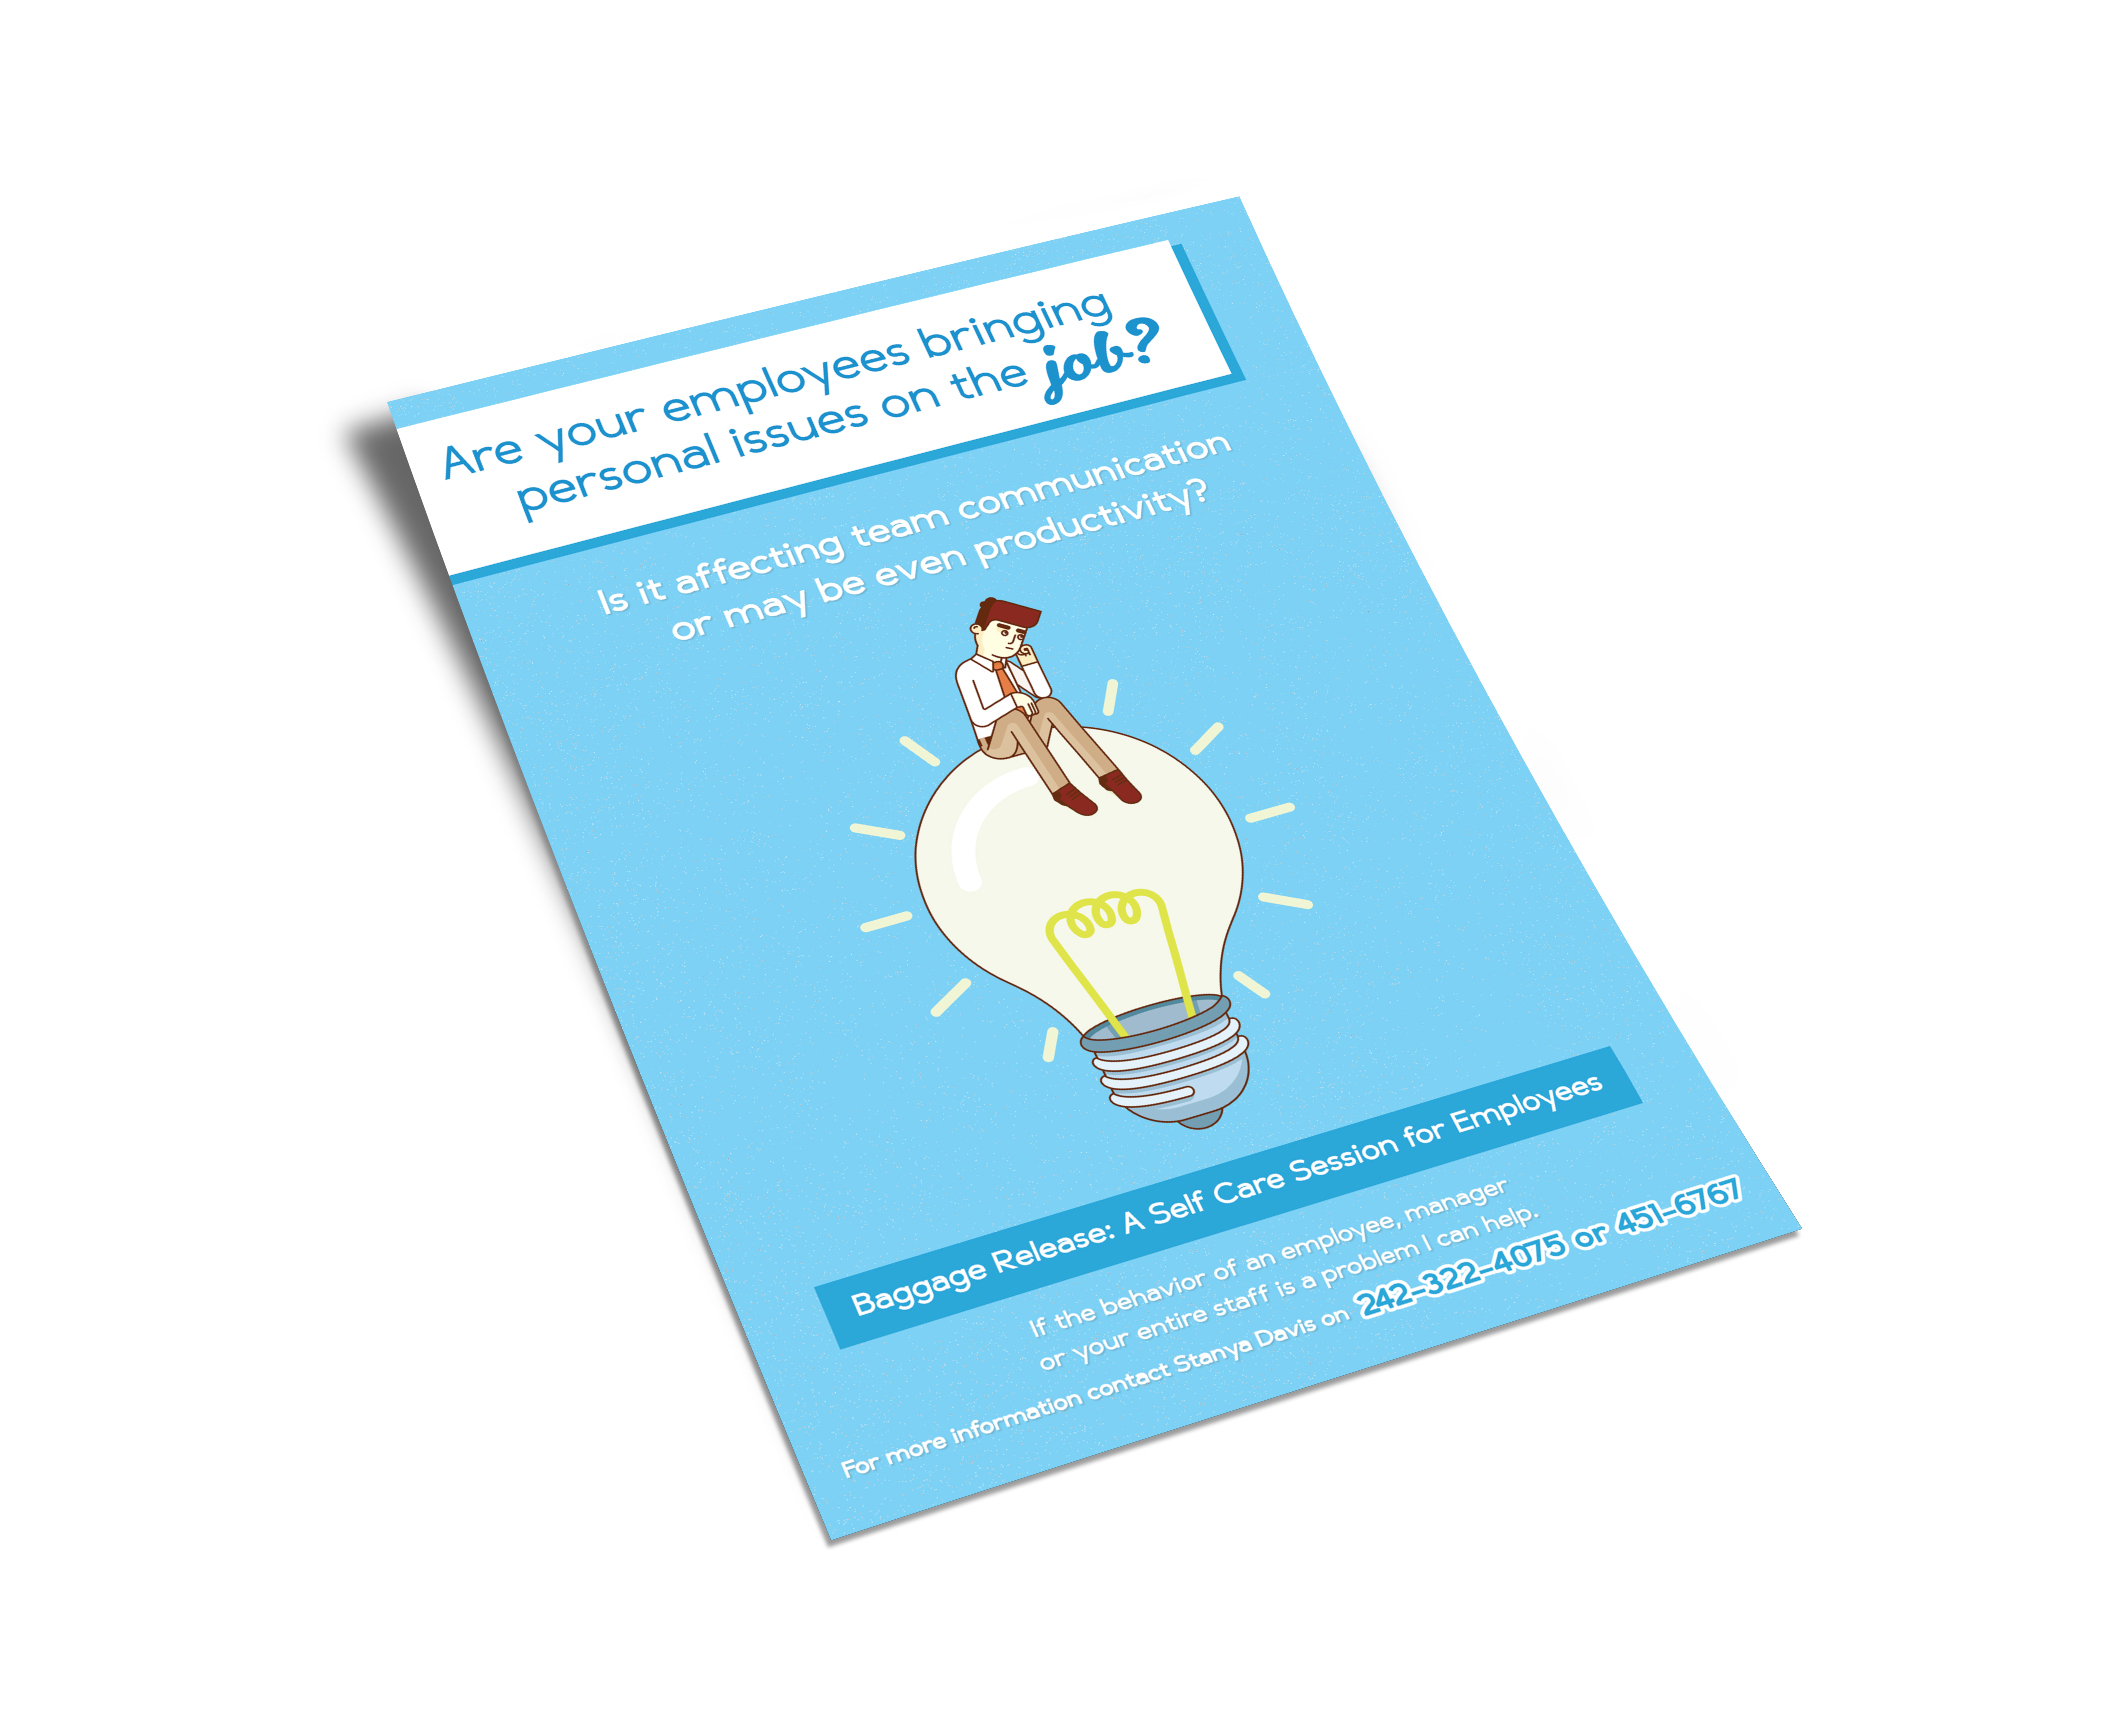 Are your employees bringing
personal issues on the job?
Is it affecting team communication
or may be even productivity?
Baggage Release: A Self Care Session for Employees
If the behavior of an employee, manager
or your entire staff is a problem I can help.
For more information contact Stanya Davis on 242-322-4075 or 451-6767